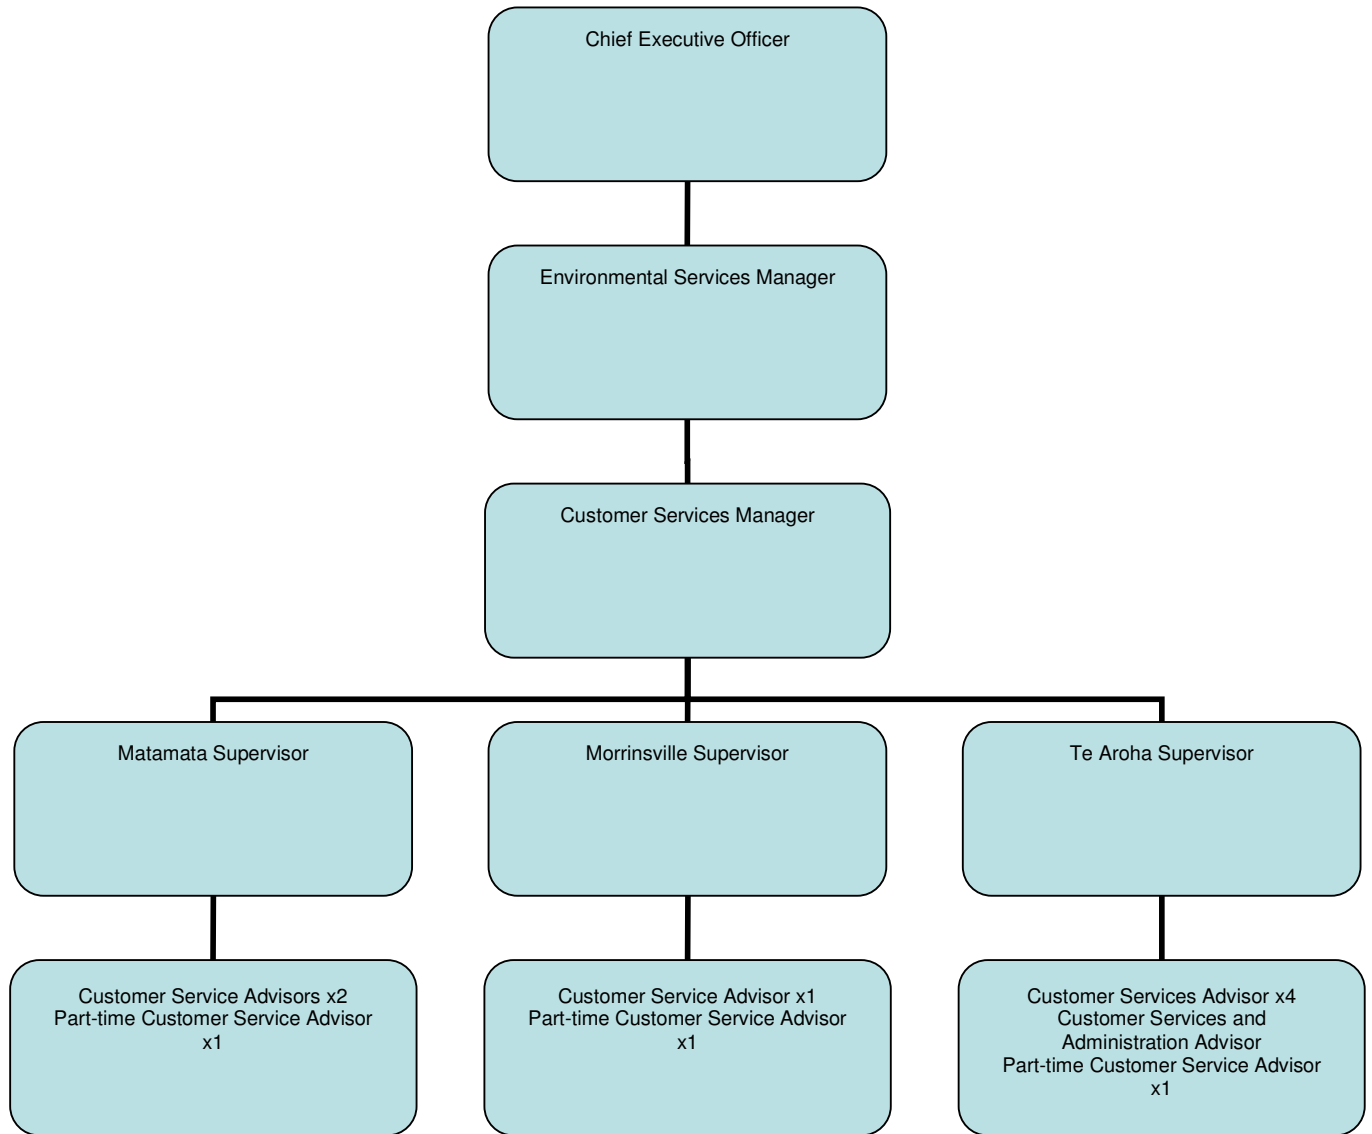 Chief Executive Officer
Environmental Services Manager
Customer Services Manager
Matamata Supervisor
Morrinsville Supervisor
Te Aroha Supervisor
Customer Service Advisors x2
Part-time Customer Service Advisor
x1
Customer Service Advisor x1
Part-time Customer Service Advisor
x1
Customer Services Advisor x4
Customer Services and
Administration Advisor
Part-time Customer Service Advisor
x1